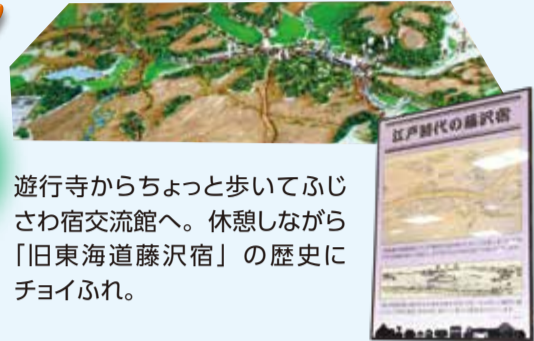 江戸時代の藤沢宿
遊行寺からちょっと歩いてふじ
さわ宿交流館へ。休憩しながら
「旧東海道藤沢宿」の歴史に
チョイふれ。